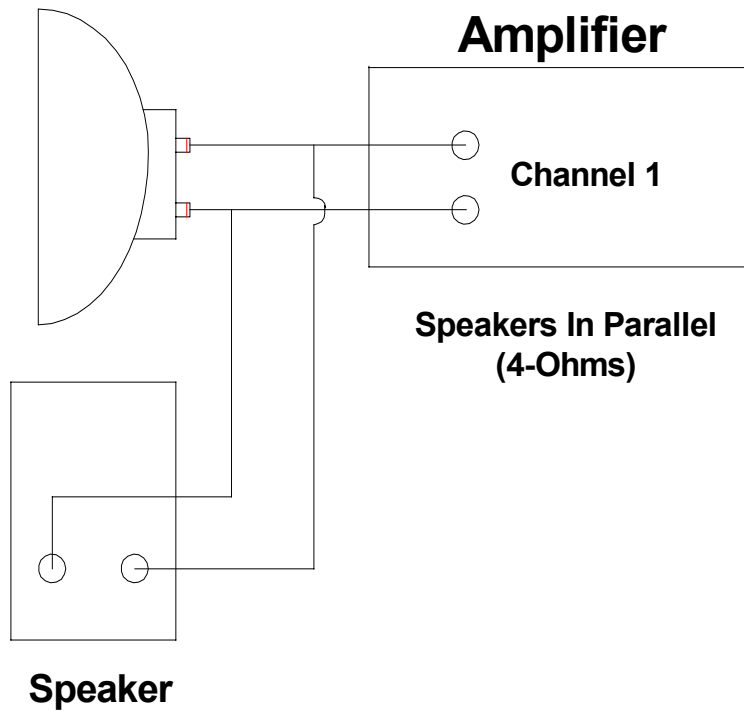 Amplifier
Channel 1
Speakers In Parallel
(4-Ohms)
Speaker